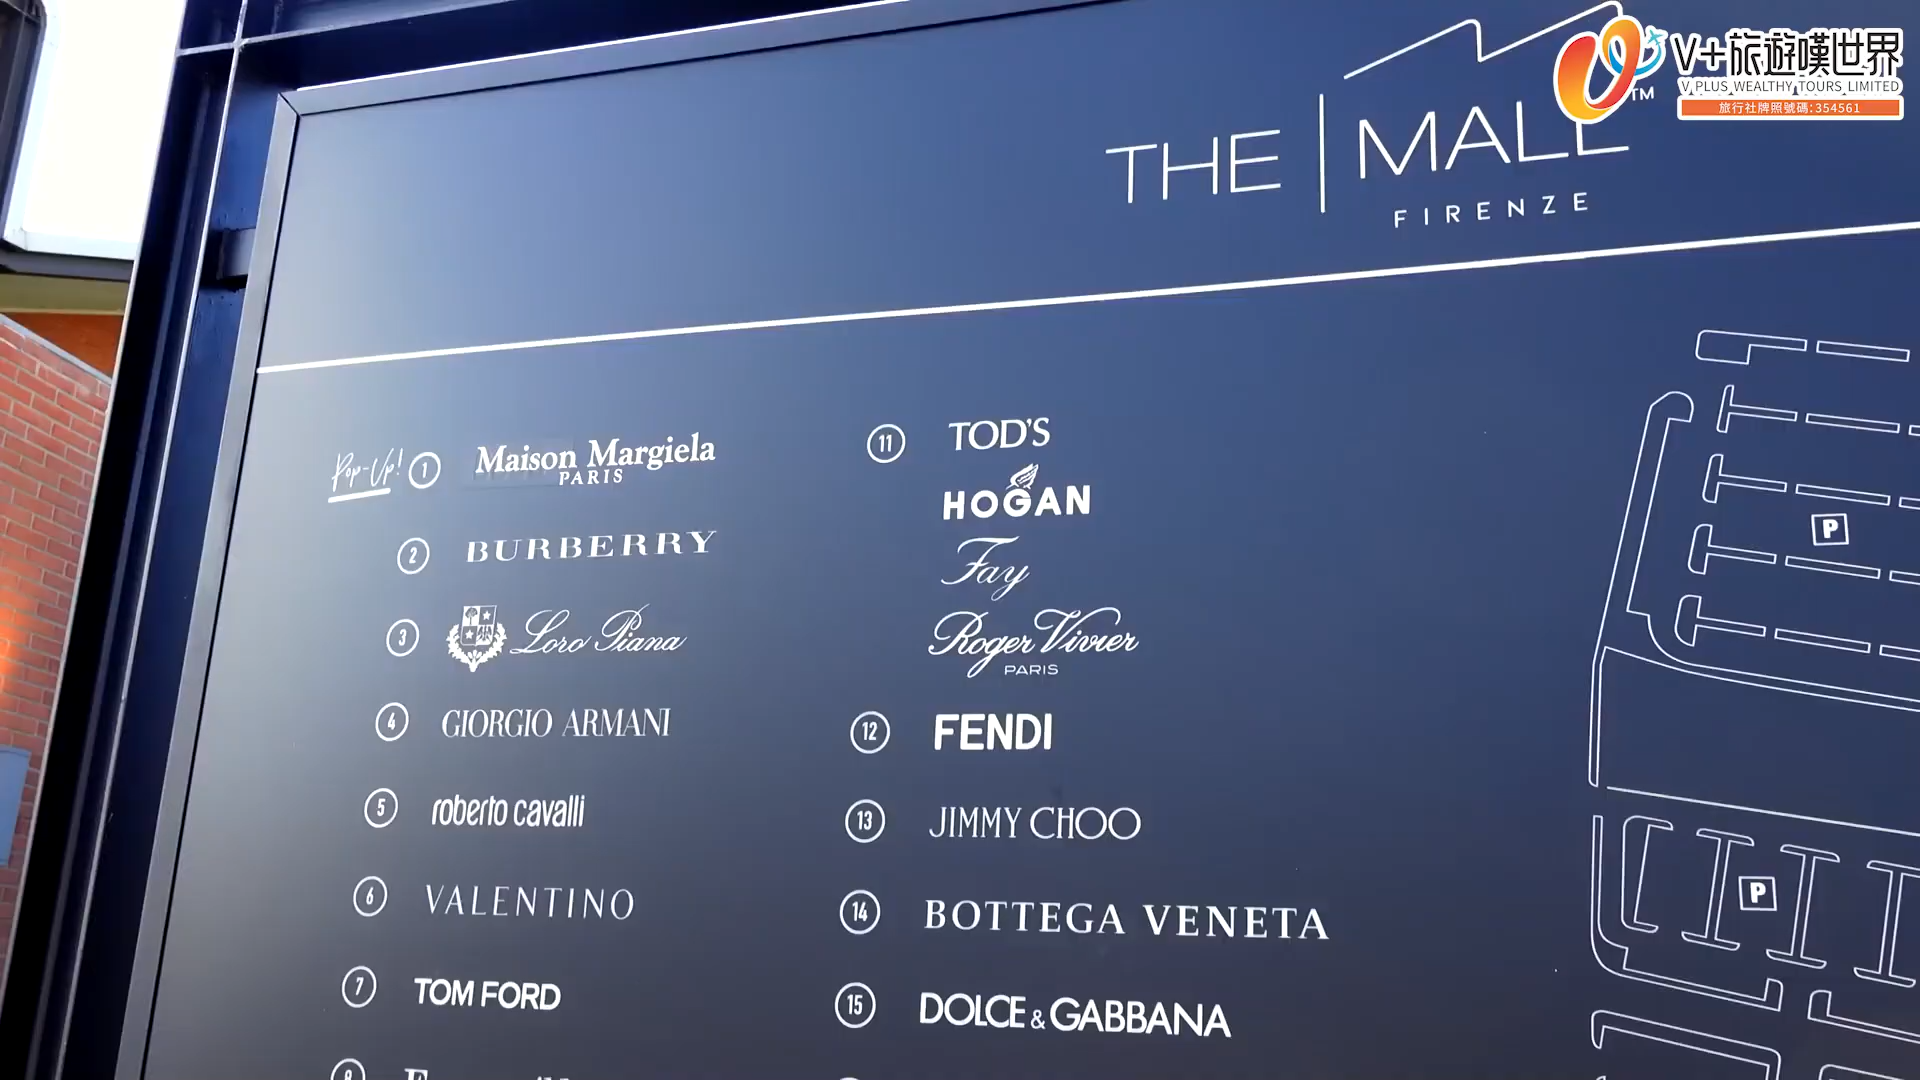 V+旅遊嘆世界
V PLUS WEALTHY TOURS LIMITED
旅行社牌照號碼:354561
THE | MALL TM
FIRENZE
Pop-Up! 1 Maison Margiela
PARIS
2 BURBERRY
3 Loro Piana
4 GIORGIO ARMANI
5 roberto cavalli
6 VALENTINO
7 TOM FORD
8
11 TOD'S
HOGAN
Fay
Roger Vivier
PARIS
12 FENDI
13 JIMMY CHOO
14 BOTTEGA VENETA
15 DOLCE & GABBANA
P
P